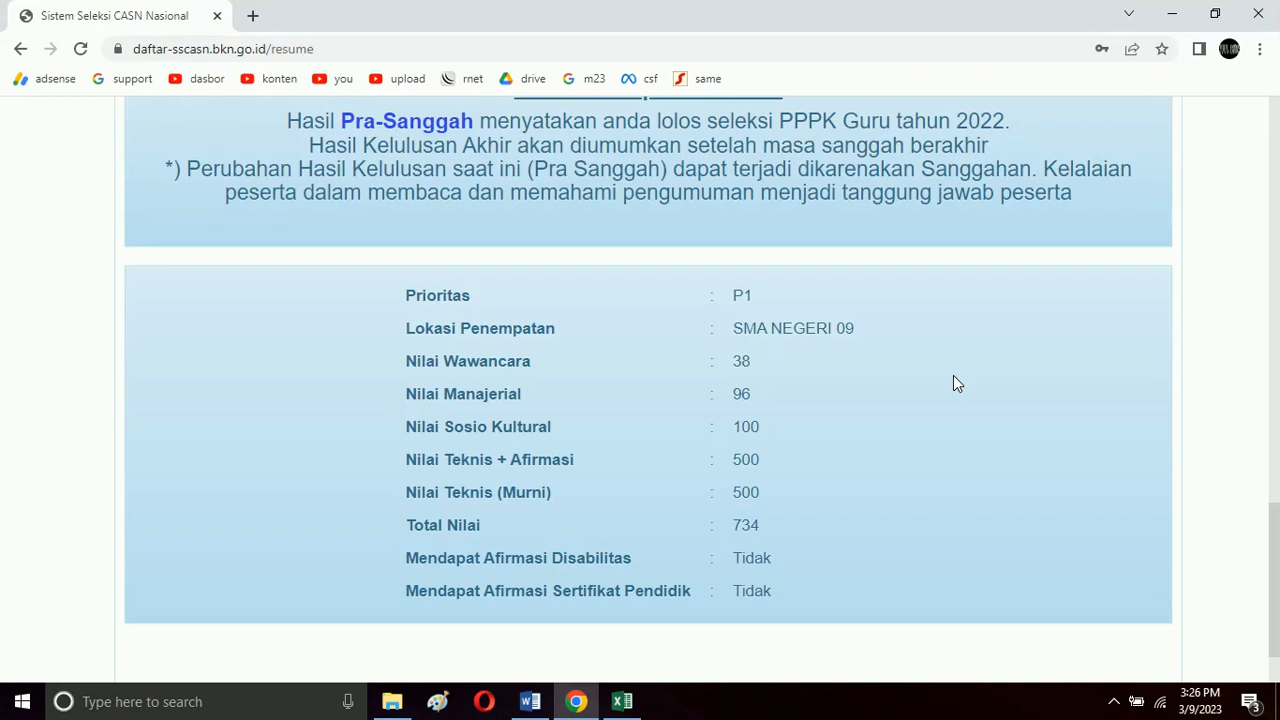 Sistem Seleksi CASN Nasional
daftar-sscasn.bkn.go.id/resume
adsense support dasbor konten you upload rnet drive m23 csf same
Hasil Pra-Sanggah menyatakan anda lolos seleksi PPPK Guru tahun 2022.
Hasil Kelulusan Akhir akan diumumkan setelah masa sanggah berakhir
*) Perubahan Hasil Kelulusan saat ini (Pra Sanggah) dapat terjadi dikarenakan Sanggahan. Kelalaian
peserta dalam membaca dan memahami pengumuman menjadi tanggung jawab peserta
Prioritas : P1
Lokasi Penempatan : SMA NEGERI 09
Nilai Wawancara : 38
Nilai Manajerial : 96
Nilai Sosio Kultural : 100
Nilai Teknis + Afirmasi : 500
Nilai Teknis (Murni) : 500
Total Nilai : 734
Mendapat Afirmasi Disabilitas : Tidak
Mendapat Afirmasi Sertifikat Pendidik : Tidak
Type here to search
3:26 PM
3/9/2023
3